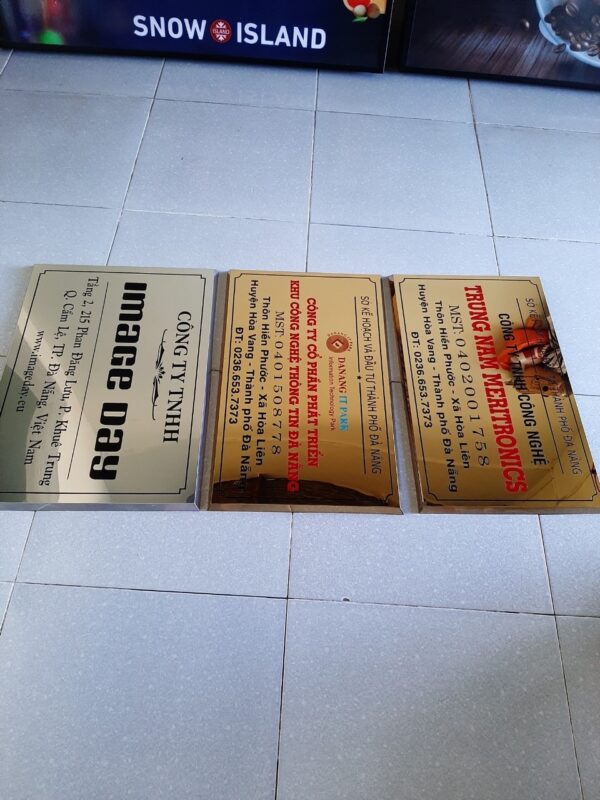 SNOW ISLAND
ISLAND
CÔNG TY TNHH
Image Day
Tầng 2, 215 Phan Đăng Lưu, P. Khuê Trung
Q. Cẩm Lệ, TP. Đà Nẵng, Việt Nam
www.imageday.eu
SỞ KẾ HOẠCH VÀ ĐẦU TƯ THÀNH PHỐ ĐÀ NẴNG
DANANG IT PARK
Information Technology Park
CÔNG TY CỔ PHẦN PHÁT TRIỂN
KHU CÔNG NGHỆ THÔNG TIN ĐÀ NẴNG
MST: 0401508778
Thôn Hiền Phước - Xã Hòa Liên
Huyện Hòa Vang - Thành phố Đà Nẵng
ĐT: 0236.653.7373
SỞ KẾ THÀNH PHỐ ĐÀ NẴNG
CÔNG TY TNHH CÔNG NGHỆ
TRUNG NAM MERITRONICS
MST: 0402001758
Thôn Hiền Phước - Xã Hòa Liên
Huyện Hòa Vang - Thành phố Đà Nẵng
ĐT: 0236.653.7373